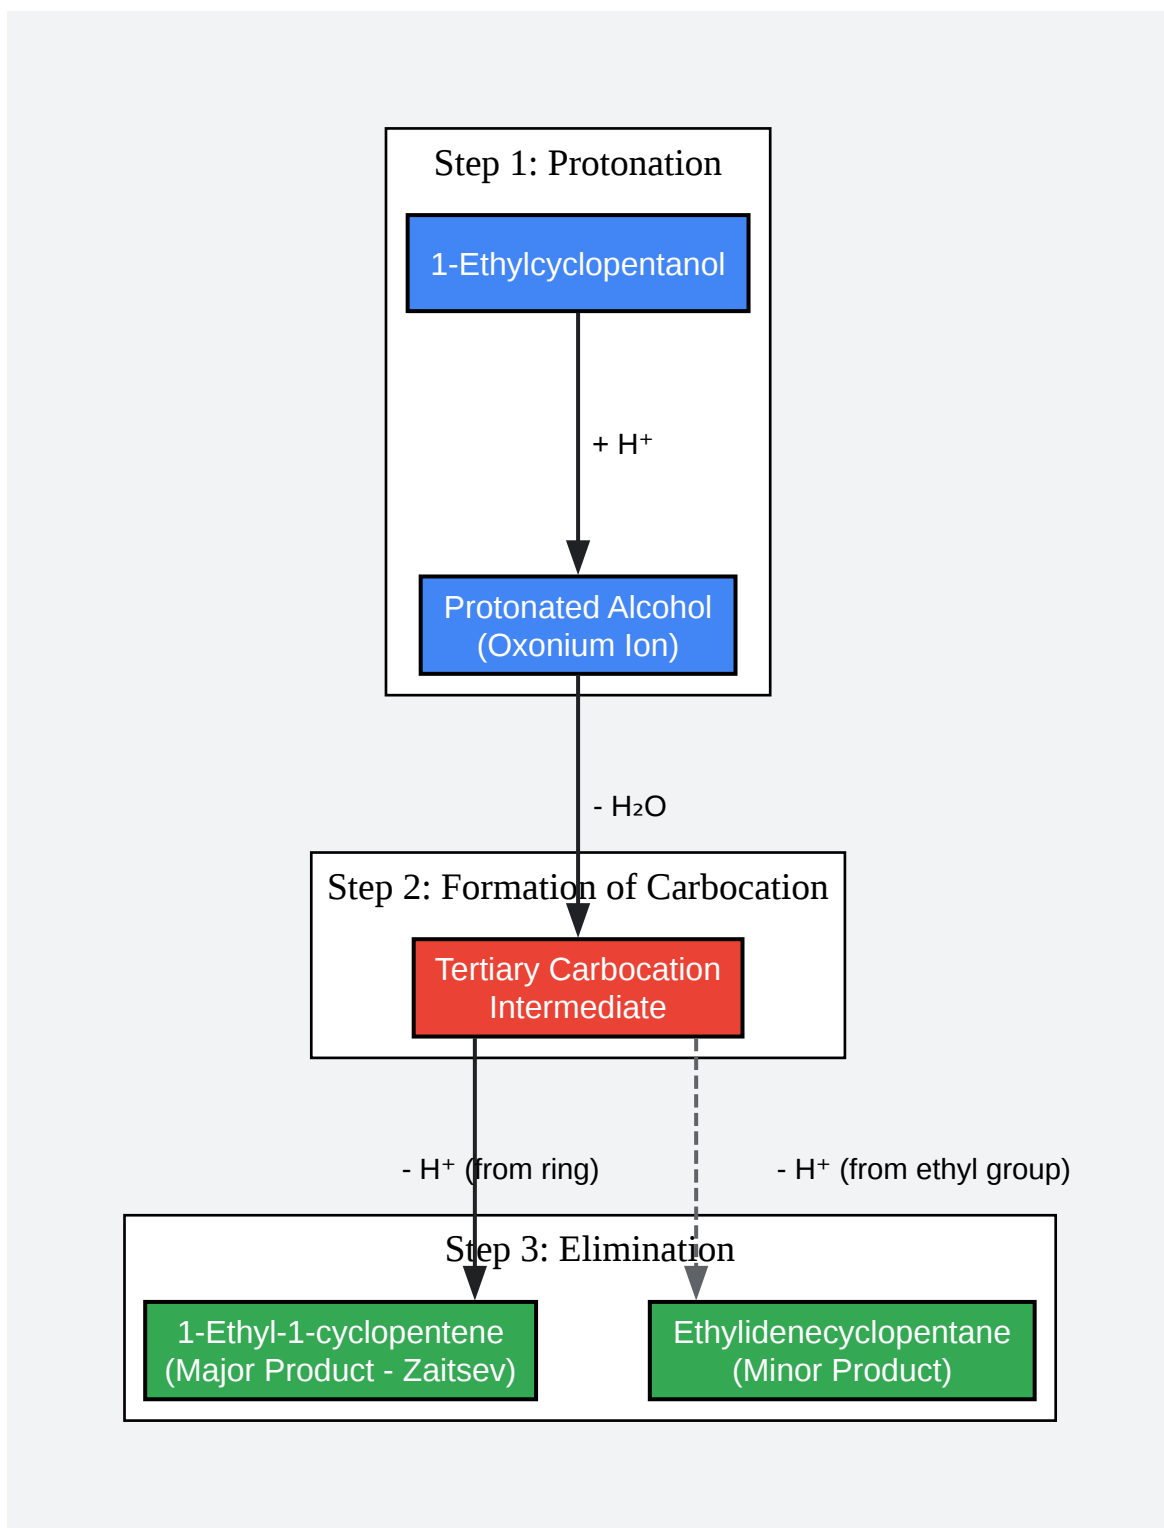 Step 1: Protonation
1-Ethylcyclopentanol
+ H⁺
Protonated Alcohol
(Oxonium Ion)
- H₂O
Step 2: Formation of Carbocation
Tertiary Carbocation
Intermediate
- H⁺ (from ring)
- H⁺ (from ethyl group)
Step 3: Elimination
1-Ethyl-1-cyclopentene
(Major Product - Zaitsev)
Ethylidenecyclopentane
(Minor Product)